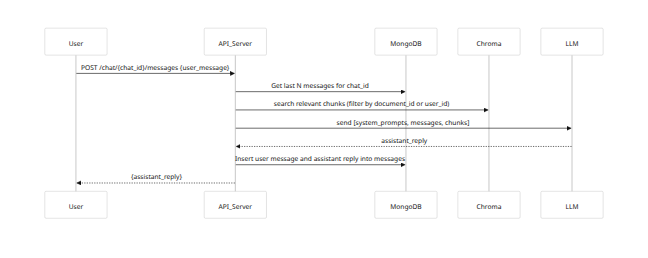 User API_Server MongoDB Chroma LLM
POST /chat/{chat_id}/messages {user_message}
Get last N messages for chat_id
search relevant chunks (filter by document_id or user_id)
send [system_prompts, messages, chunks]
assistant_reply
Insert user message and assistant reply into messages
{assistant_reply}
User API_Server MongoDB Chroma LLM